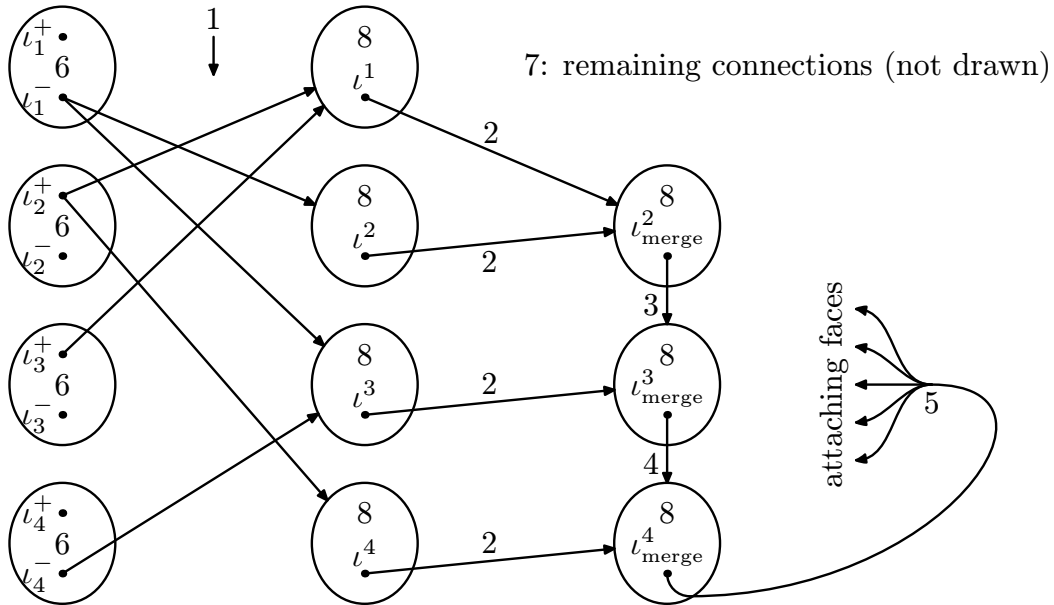 ι₁⁺
6
ι₁⁻
1
8
ι¹
7: remaining connections (not drawn)
2
ι₂⁺
6
ι₂⁻
8
ι²
2
8
ι²merge
3
ι₃⁺
6
ι₃⁻
8
ι³
2
8
ι³merge
4
attaching faces
5
ι₄⁺
6
ι₄⁻
8
ι⁴
2
8
ι⁴merge